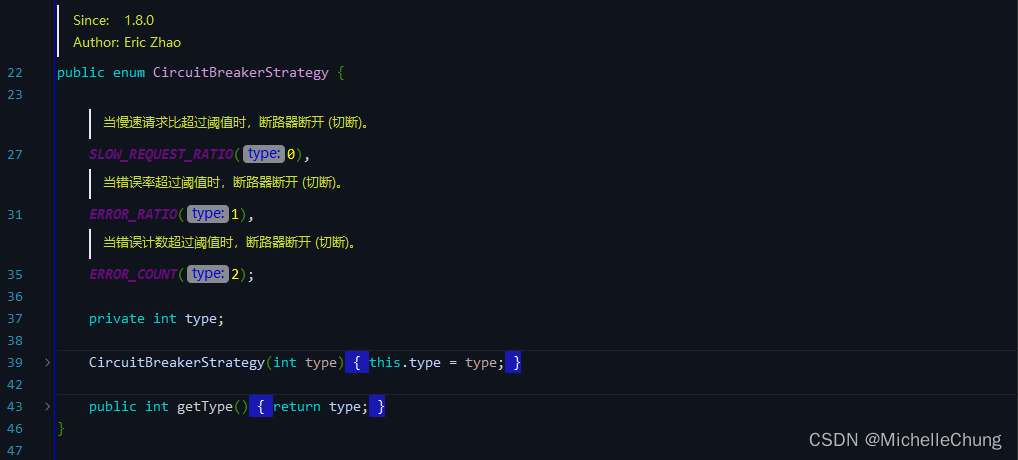 Since: 1.8.0
Author: Eric Zhao
22 public enum CircuitBreakerStrategy {
23
当慢速请求比超过阈值时，断路器断开 (切断)。
27 SLOW_REQUEST_RATIO( type: 0),
当错误率超过阈值时，断路器断开 (切断)。
31 ERROR_RATIO( type: 1),
当错误计数超过阈值时，断路器断开 (切断)。
35 ERROR_COUNT( type: 2);
36
37 private int type;
38
39 > CircuitBreakerStrategy(int type) { this.type = type; }
42
43 > public int getType() { return type; }
46 }
47
CSDN @MichelleChung